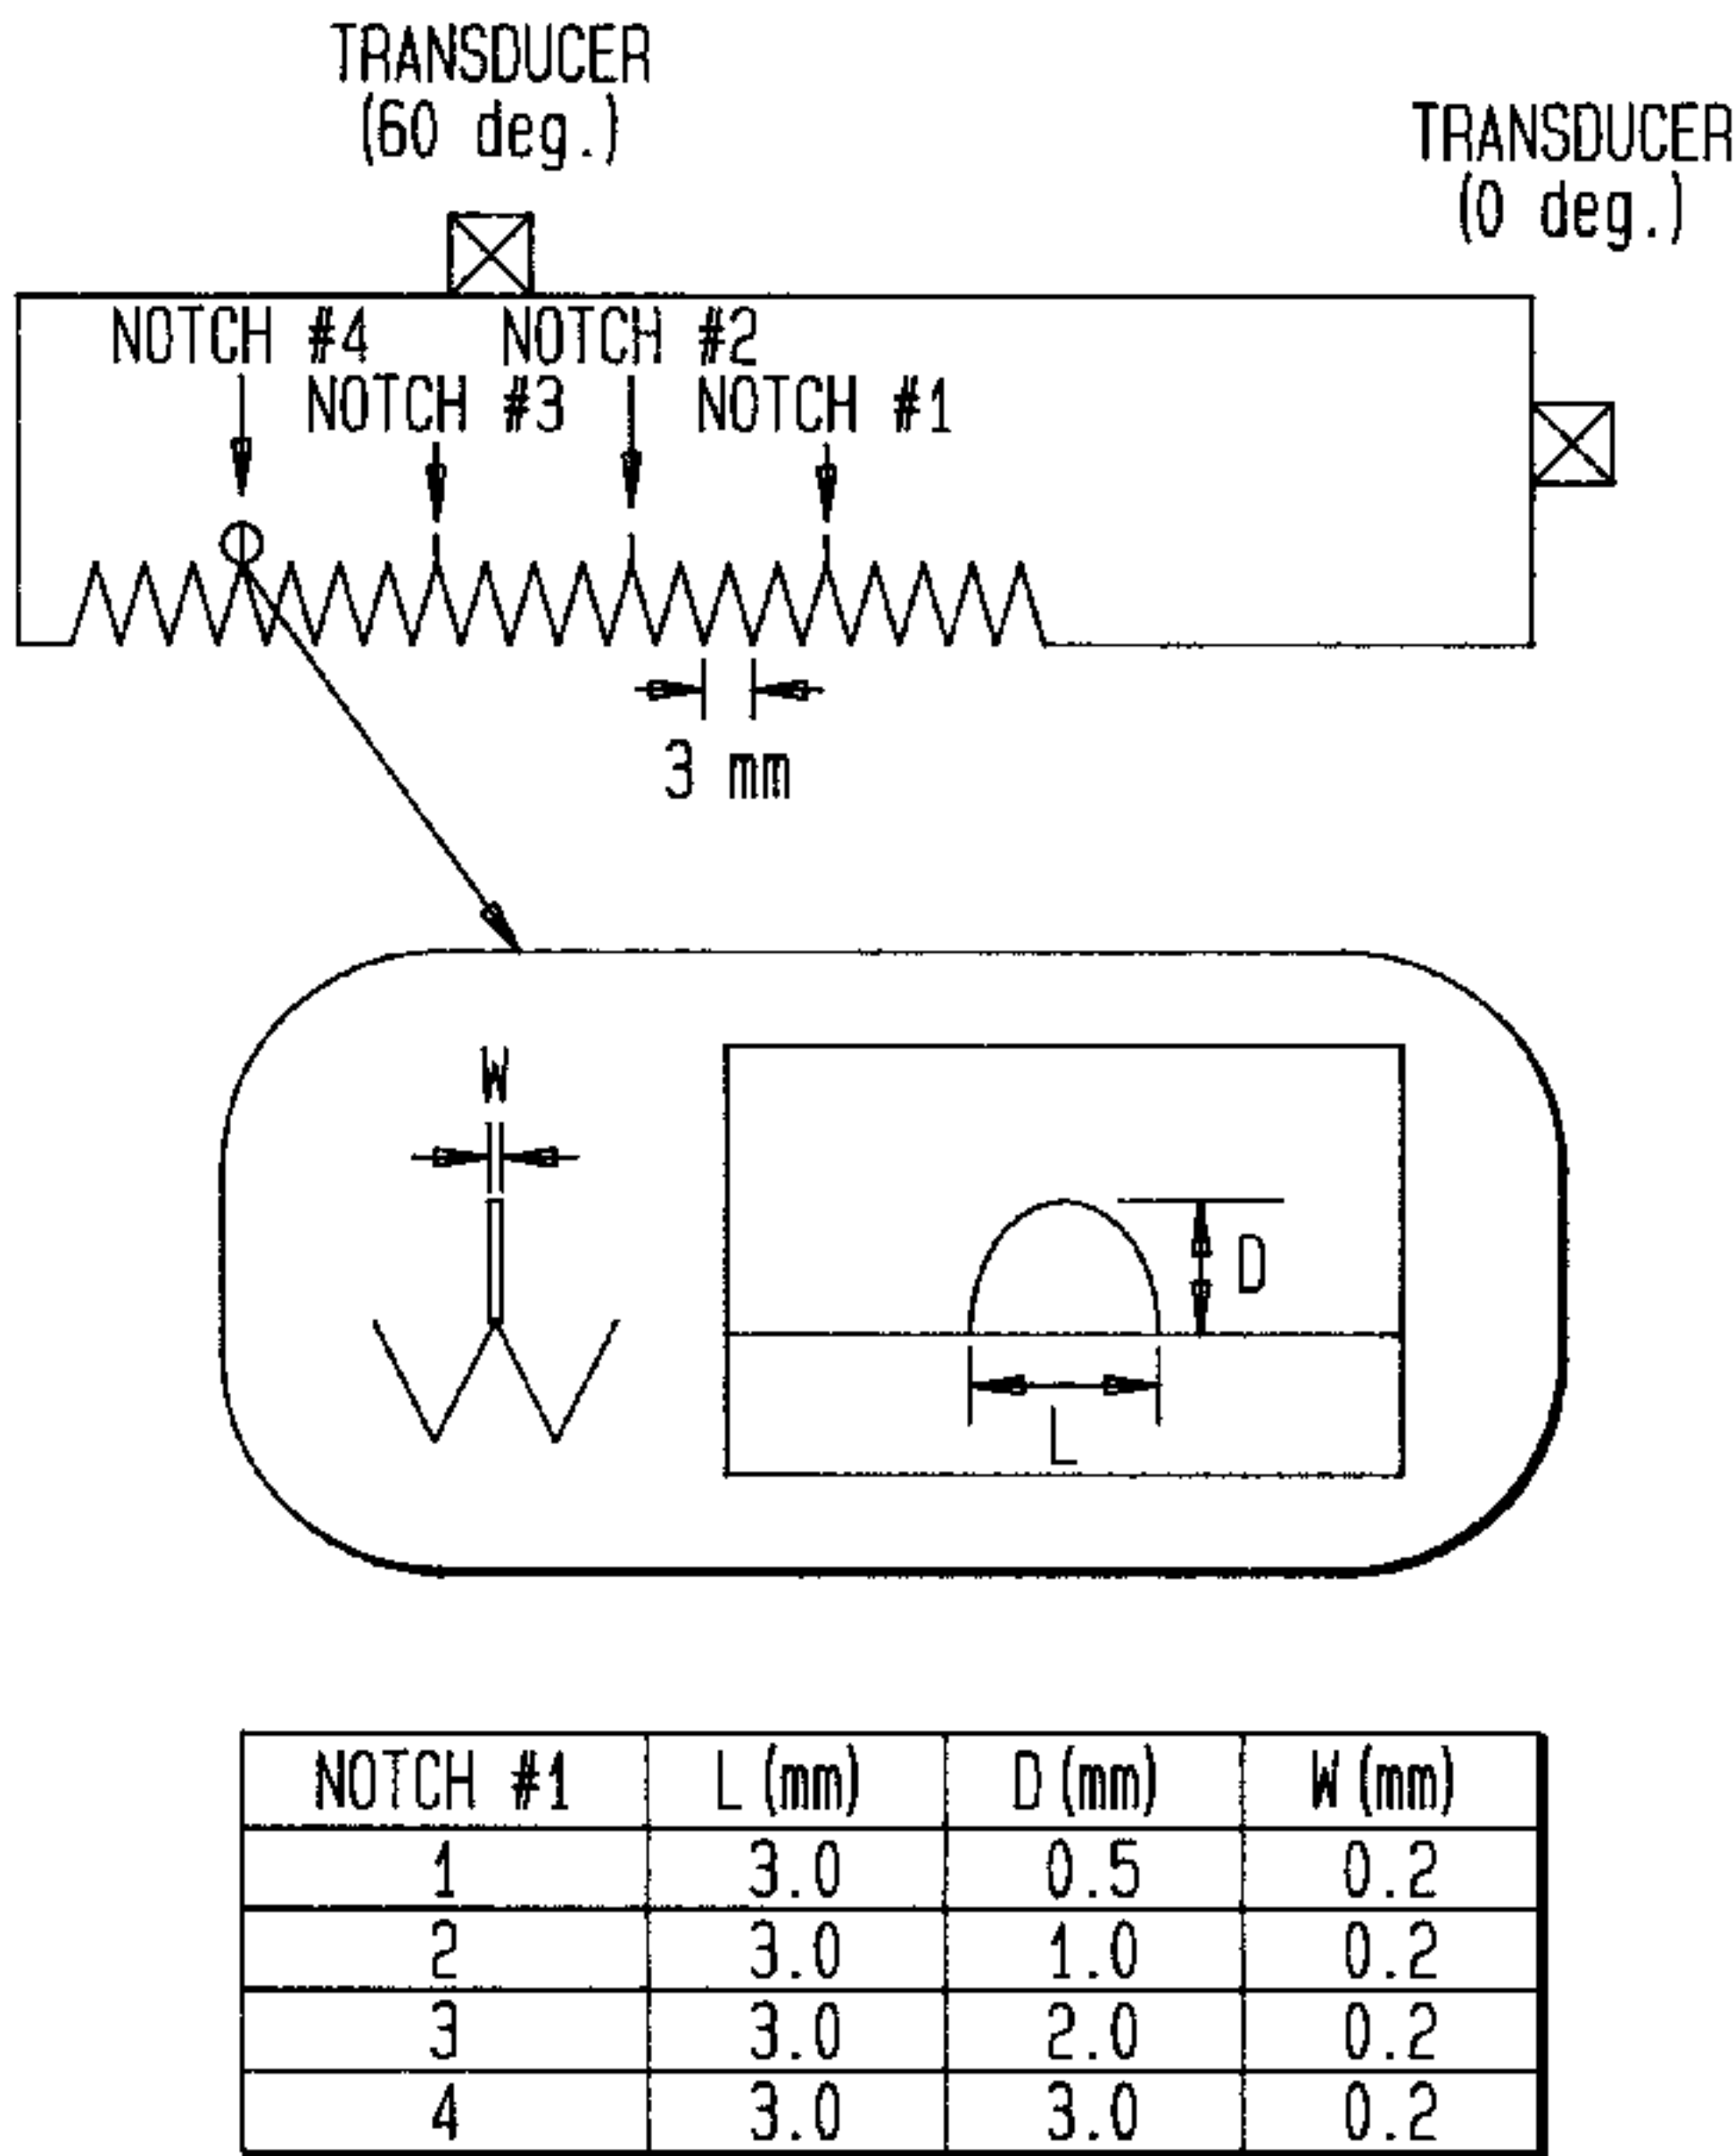 TRANSDUCER
(60 deg.)
TRANSDUCER
(0 deg.)
NOTCH #4 NOTCH #2
NOTCH #3 NOTCH #1
3 mm
W
D
L
NOTCH #1 L (mm) D (mm) W (mm)
1 3.0 0.5 0.2
2 3.0 1.0 0.2
3 3.0 2.0 0.2
4 3.0 3.0 0.2